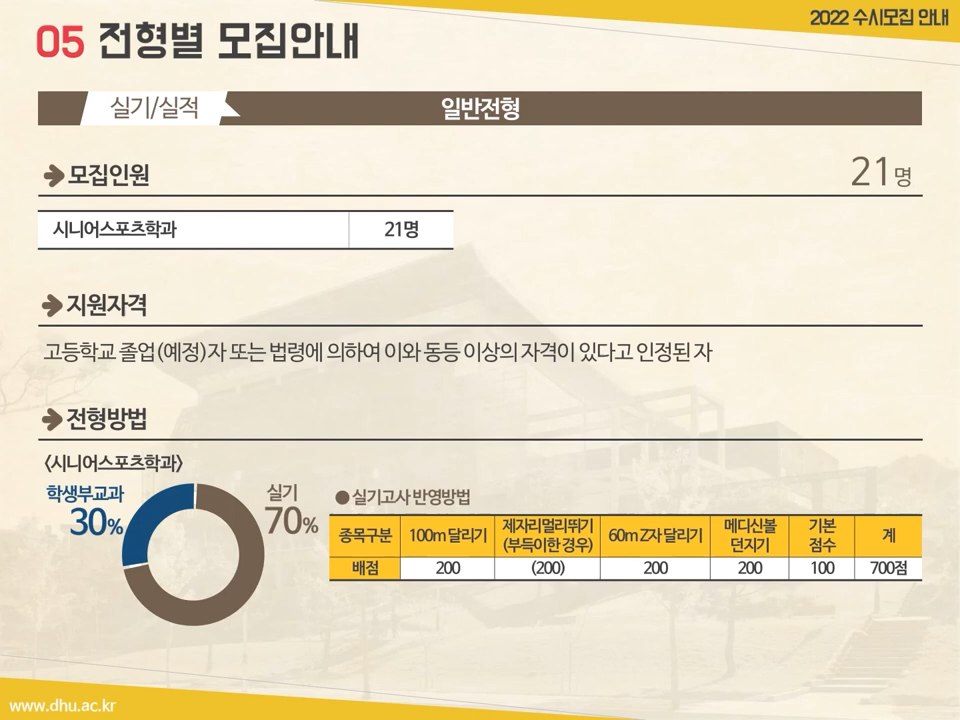 2022 수시모집 안내
05 전형별 모집안내
실기/실적 일반전형
모집인원 21명
시니어스포츠학과 21명
지원자격
고등학교 졸업(예정)자 또는 법령에 의하여 이와 동등 이상의 자격이 있다고 인정된 자
전형방법
<시니어스포츠학과>
학생부교과
30%
실기
70%
● 실기고사 반영방법
종목구분 100m 달리기 제자리멀리뛰기 (부득이한 경우) 60m Z자 달리기 메디신볼 던지기 기본 점수 계
배점 200 (200) 200 200 100 700점
www.dhu.ac.kr